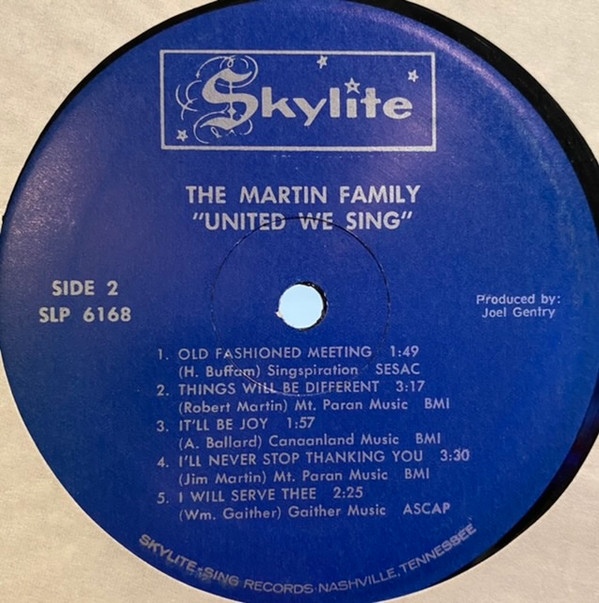 Skylite
THE MARTIN FAMILY
"UNITED WE SING"
SIDE 2
SLP 6168
Produced by:
Joel Gentry
1. OLD FASHIONED MEETING 1:49
(H. Buffam) Singspiration SESAC
2. THINGS WILL BE DIFFERENT 3:17
(Robert Martin) Mt. Paran Music BMI
3. IT'LL BE JOY 1:57
(A. Ballard) Canaanland Music BMI
4. I'LL NEVER STOP THANKING YOU 3:30
(Jim Martin) Mt. Paran Music BMI
5. I WILL SERVE THEE 2:25
(Wm. Gaither) Gaither Music ASCAP
SKYLITE-SING RECORDS·NASHVILLE, TENNESSEE